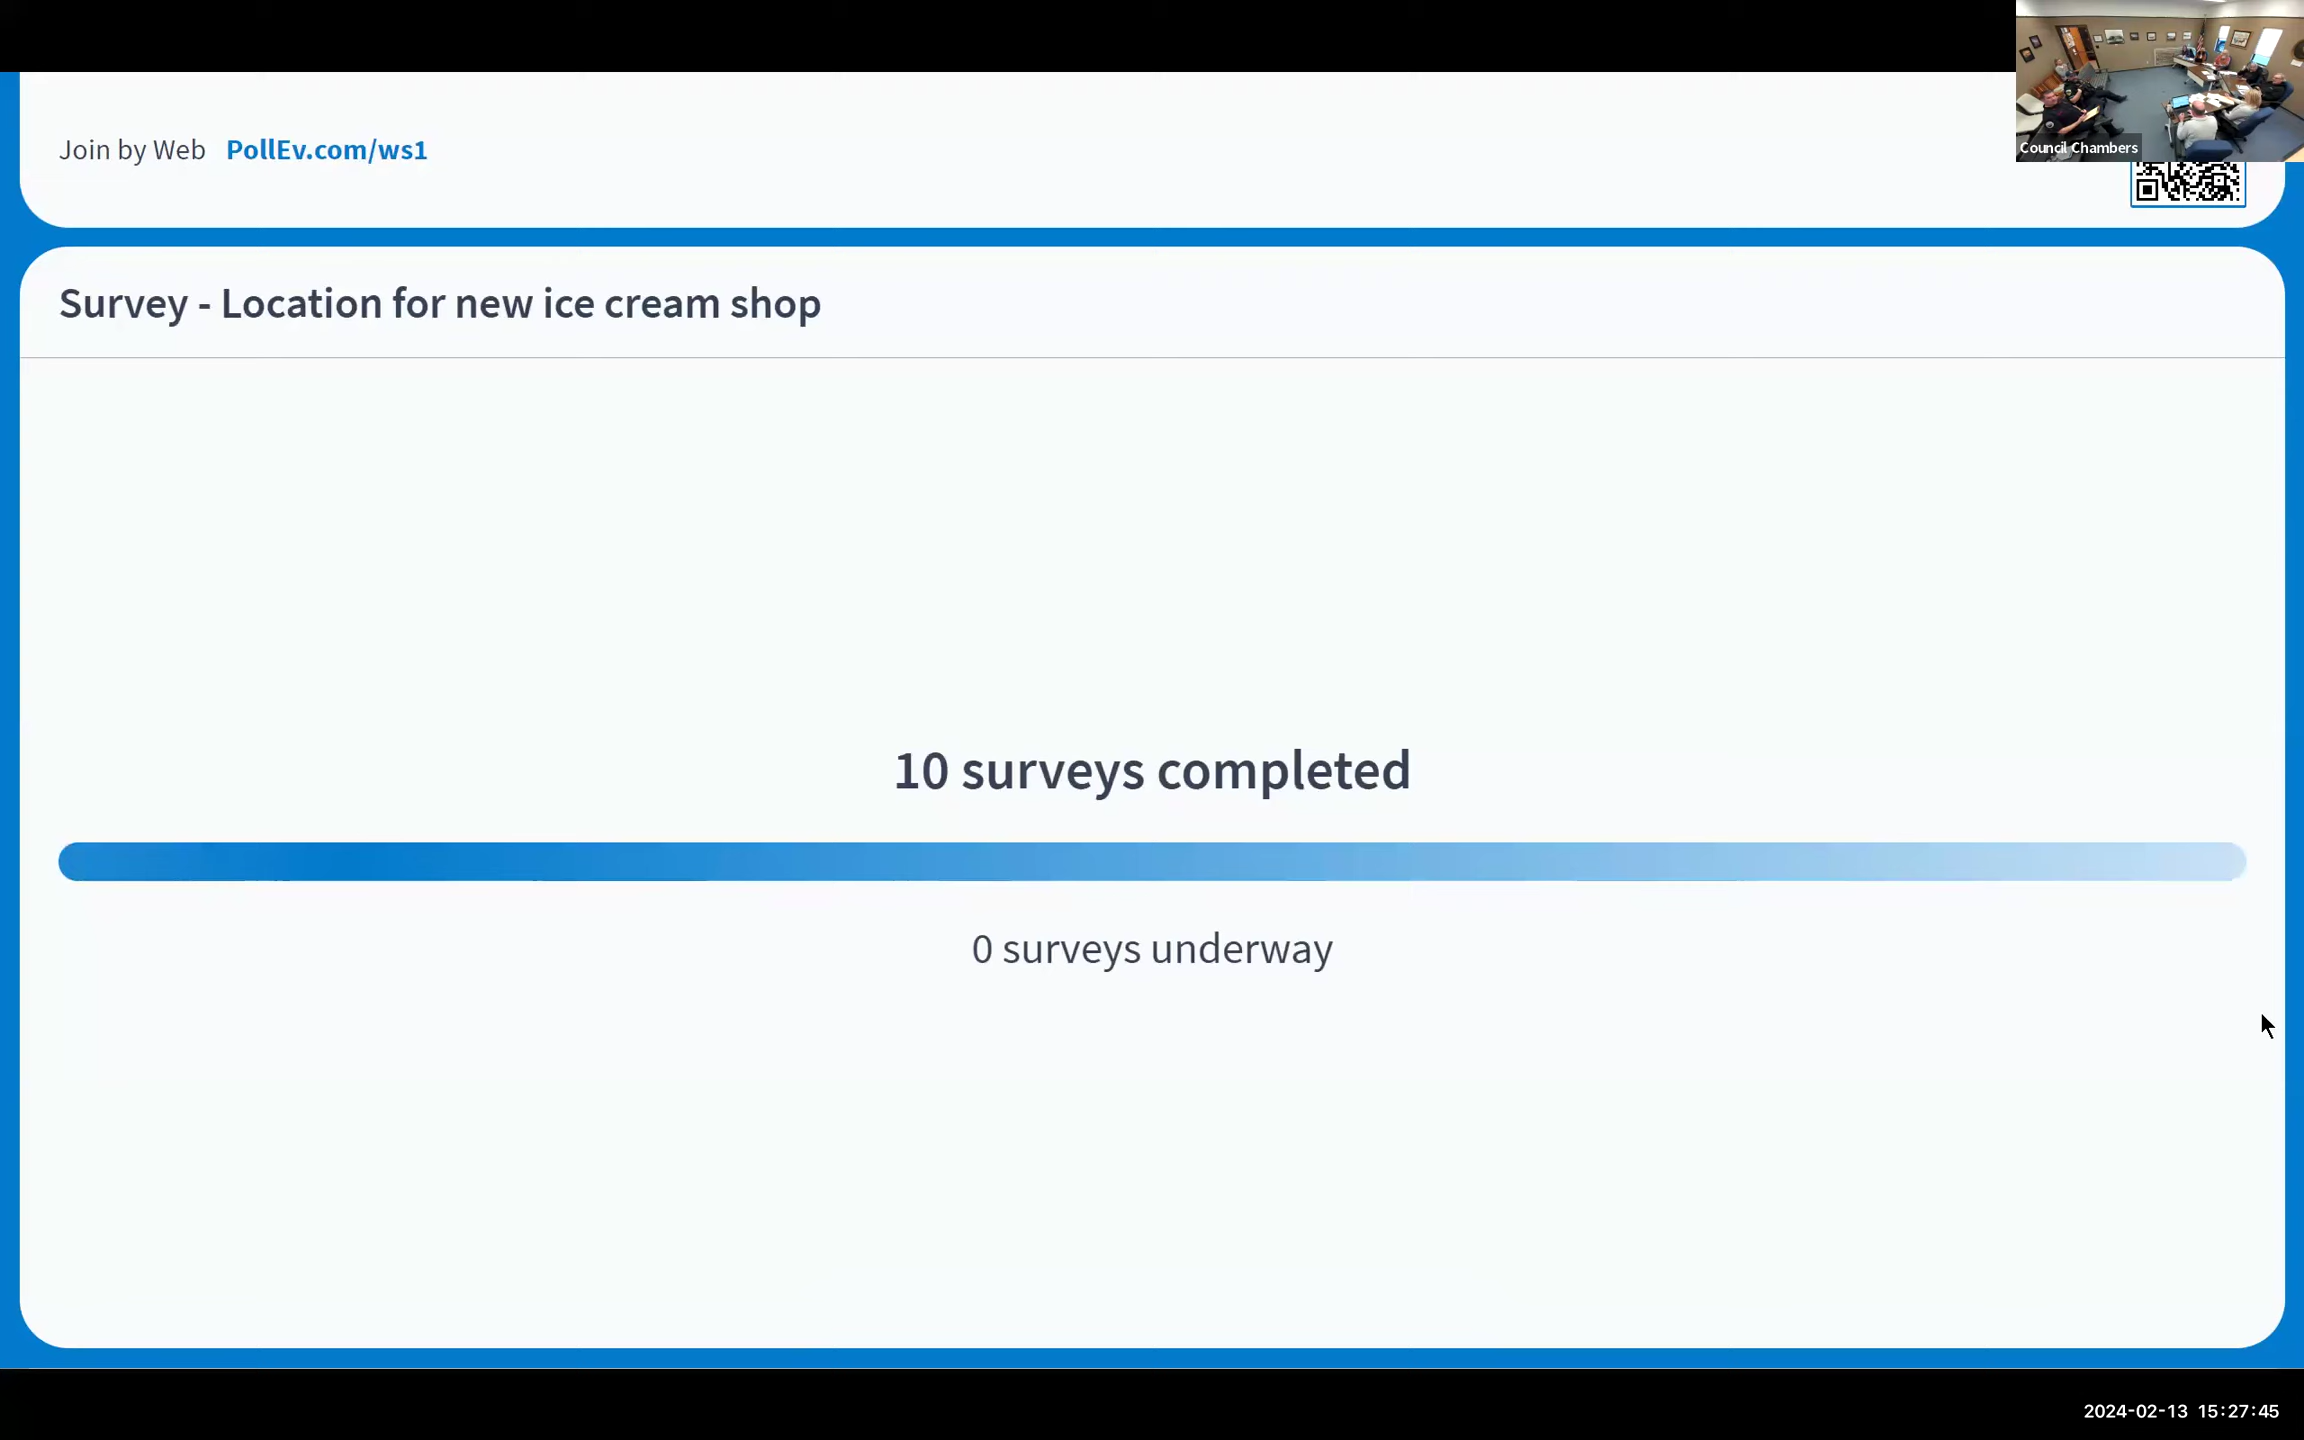 Join by Web PollEv.com/ws1
Council Chambers
Survey - Location for new ice cream shop
10 surveys completed
0 surveys underway
2024-02-13 15:27:45